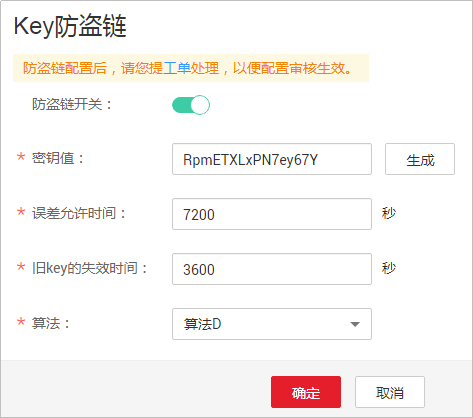 Key防盗链
防盗链配置后，请您提工单处理，以便配置审核生效。
防盗链开关：
* 密钥值： RpmETXLxPN7ey67Y 生成
* 误差允许时间： 7200 秒
* 旧key的失效时间： 3600 秒
* 算法： 算法D
确定 取消